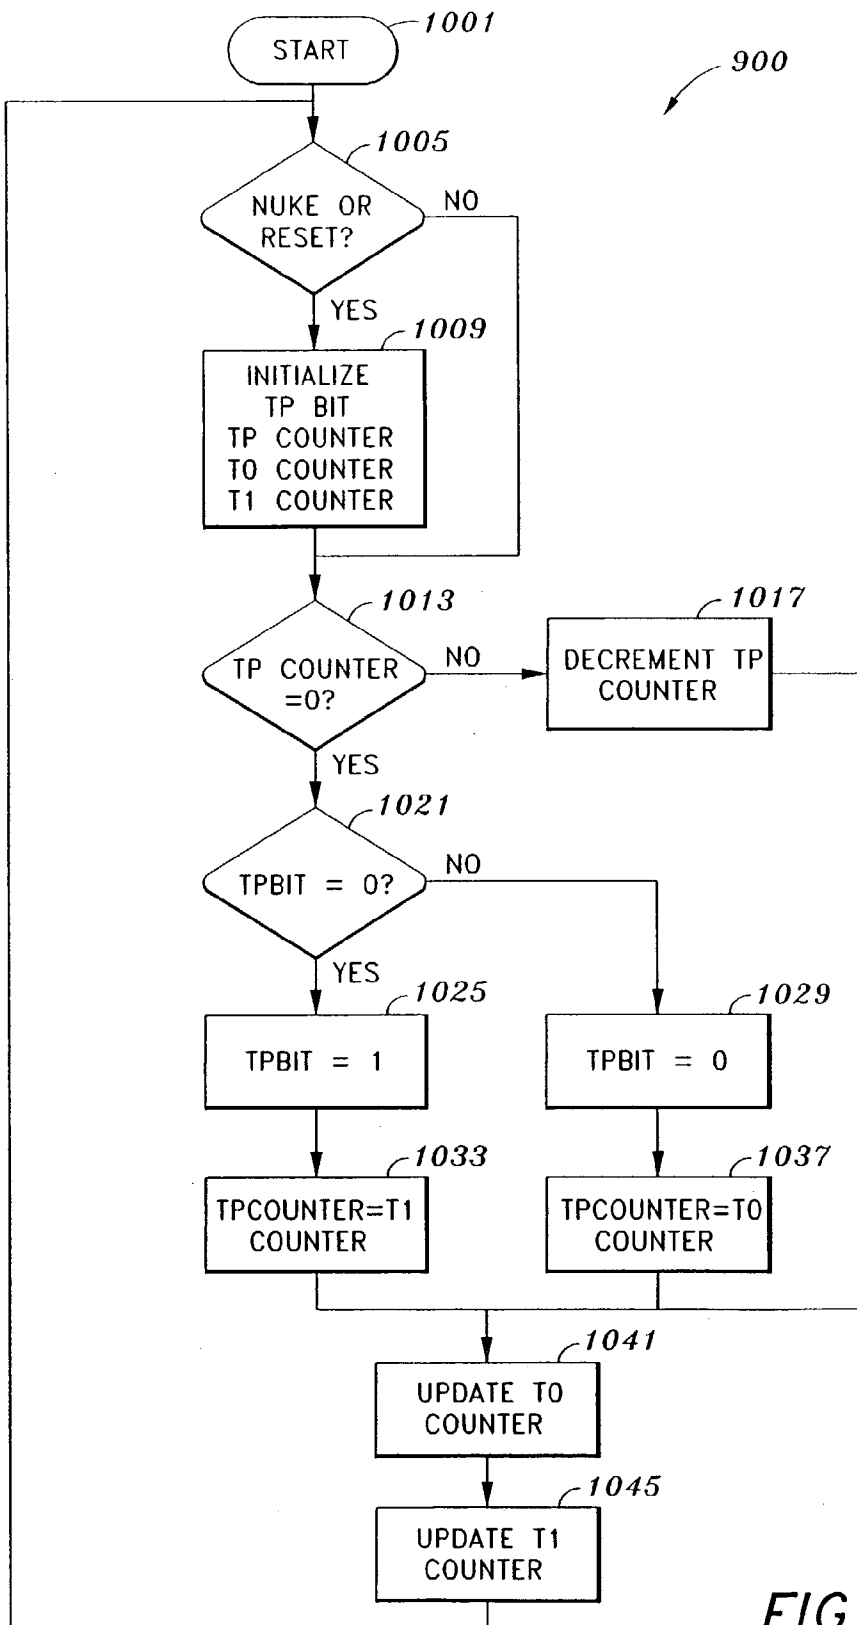 START
1001
900
1005
NUKE OR
RESET?
NO
YES
1009
INITIALIZE
TP BIT
TP COUNTER
T0 COUNTER
T1 COUNTER
1013
TP COUNTER
=0?
NO
1017
DECREMENT TP
COUNTER
YES
1021
TPBIT = 0?
NO
YES
1025
TPBIT = 1
1029
TPBIT = 0
1033
TPCOUNTER=T1
COUNTER
1037
TPCOUNTER=T0
COUNTER
1041
UPDATE T0
COUNTER
1045
UPDATE T1
COUNTER
FIG